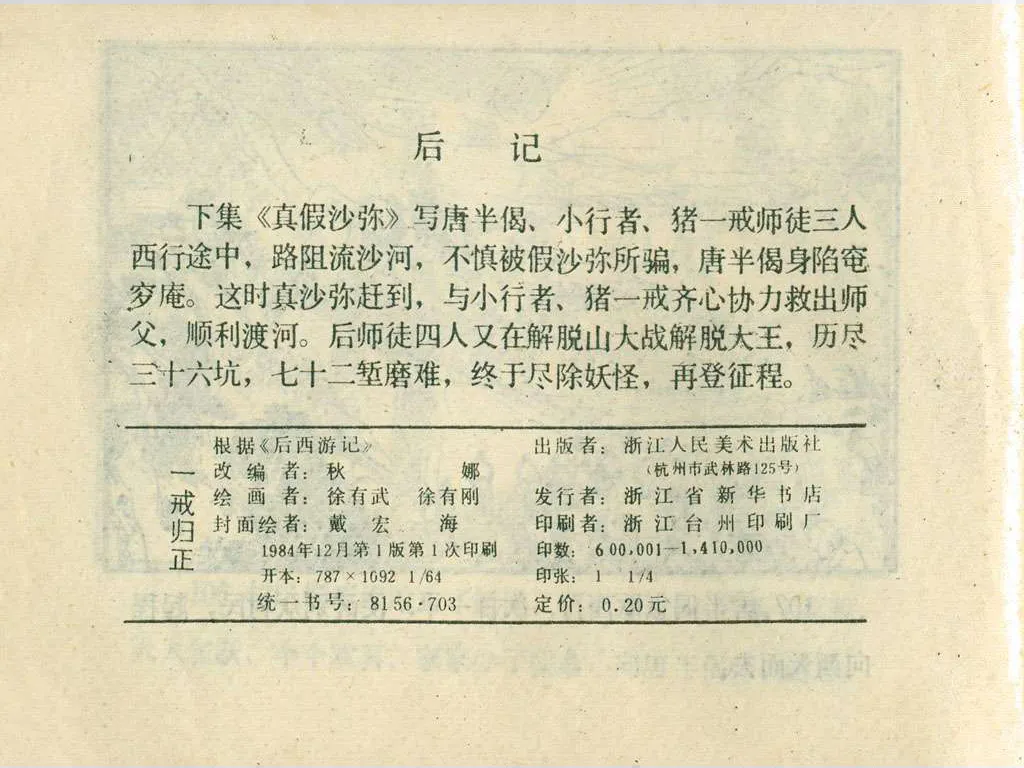 后 记
下集《真假沙弥》写唐半偈、小行者、猪一戒师徒三人
西行途中，路阻流沙河，不慎被假沙弥所骗，唐半偈身陷窀
穸庵。这时真沙弥赶到，与小行者、猪一戒齐心协力救出师
父，顺利渡河。后师徒四人又在解脱山大战解脱大王，历尽
三十六坑，七十二堑磨难，终于尽除妖怪，再登征程。
一戒归正
根据《后西游记》
改编者：秋 娜
绘画者：徐有武 徐有刚
封面绘者：戴宏海
1984年12月第1版第1次印刷
开本：787×1092 1/64
统一书号：8156·703
出版者：浙江人民美术出版社
（杭州市武林路125号）
发行者：浙江省新华书店
印刷者：浙江台州印刷厂
印数：600,001—1,410,000
印张：1 1/4
定价：0.20元